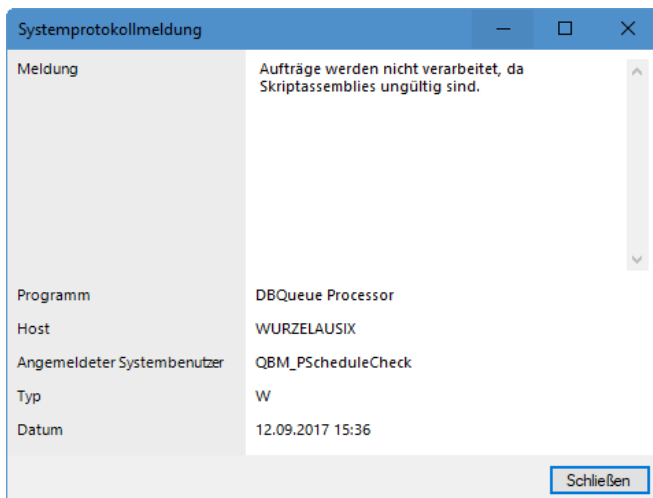 Systemprotokollmeldung
Meldung
Aufträge werden nicht verarbeitet, da
Skriptassemblies ungültig sind.
Programm DBQueue Processor
Host WURZELAUSIX
Angemeldeter Systembenutzer QBM_PScheduleCheck
Typ W
Datum 12.09.2017 15:36
Schließen